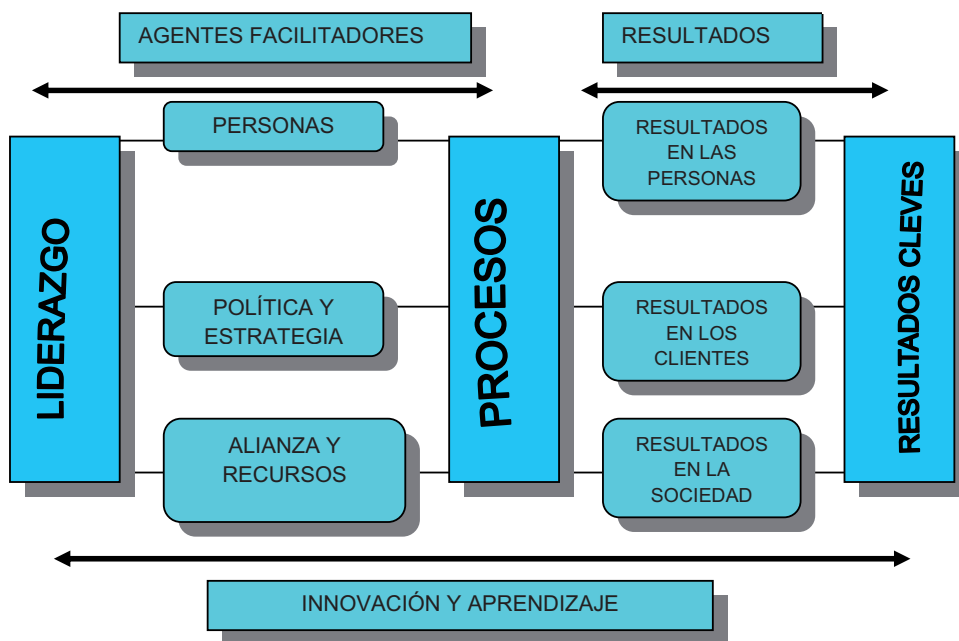 AGENTES FACILITADORES
RESULTADOS
LIDERAZGO
PERSONAS
POLÍTICA Y
ESTRATEGIA
ALIANZA Y
RECURSOS
PROCESOS
RESULTADOS
EN LAS
PERSONAS
RESULTADOS
EN LOS
CLIENTES
RESULTADOS
EN LA
SOCIEDAD
RESULTADOS CLEVES
INNOVACIÓN Y APRENDIZAJE